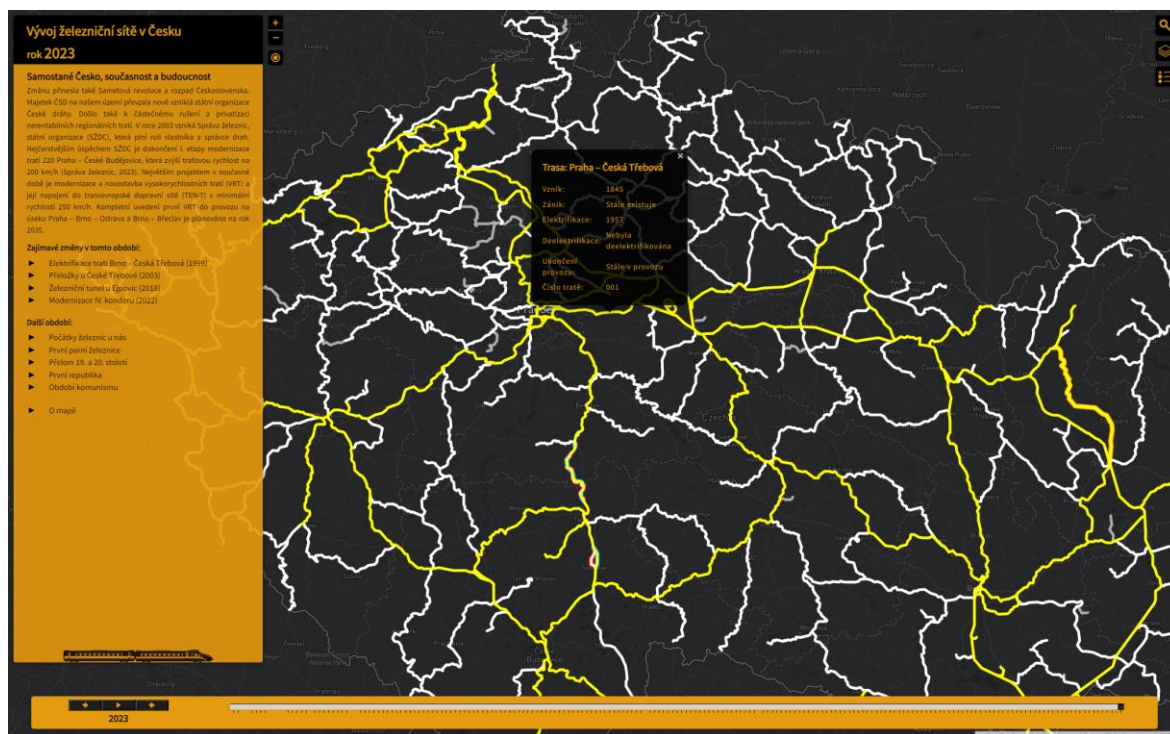 Vývoj železniční sítě v Česku
rok 2023
Samostané Česko, současnost a budoucnost
Změnu přinesla také Sametová revoluce a rozpad Československa.
Majetek ČSD na našem území převzala nově vzniklá státní organizace
České dráhy. Došlo také k částečnému rušení a privatizaci
nerentabilních regionálních tratí. V roce 2003 vzniká Správa železnic,
státní organizace (SŽDC), která plní roli vlastníka a správce drah.
Nejčerstvějším úspěchem SŽDC je dokončení I. etapy modernizace
trati 220 Praha – České Budějovice, která zvýší traťovou rychlost na
200 km/h (Správa železnic, 2023). Největším projektem v současné
době je modernizace a novostavba vysokorychlostních tratí (VRT) a
její napojení do transevropské dopravní sítě (TEN-T) s minimální
rychlostí 250 km/h. Kompletní uvedení první VRT do provozu na
úseku Praha – Brno – Ostrava a Brno – Břeclav je plánováno na rok
2035.
Zajímavé změny v tomto období:
► Elektrifikace trati Brno – Česká Třebová (1999)
► Přeložky u České Třebové (2003)
► Železniční tunel u Ejpovic (2018)
► Modernizace IV. kondoru (2022)
Další období:
► Počátky železnic u nás
► První parní železnice
► Přelom 19. a 20. století
► První republika
► Období komunismu
► O mapě
+
−
Trasa: Praha – Česká Třebová
×
Vznik: 1845
Zánik: Stále existuje
Elektrifikace: 1957
Deelektrifikace: Nebyla deelektrifikována
Ukončení provozu: Stále v provozu
Číslo tratě: 001
Czechia
2023